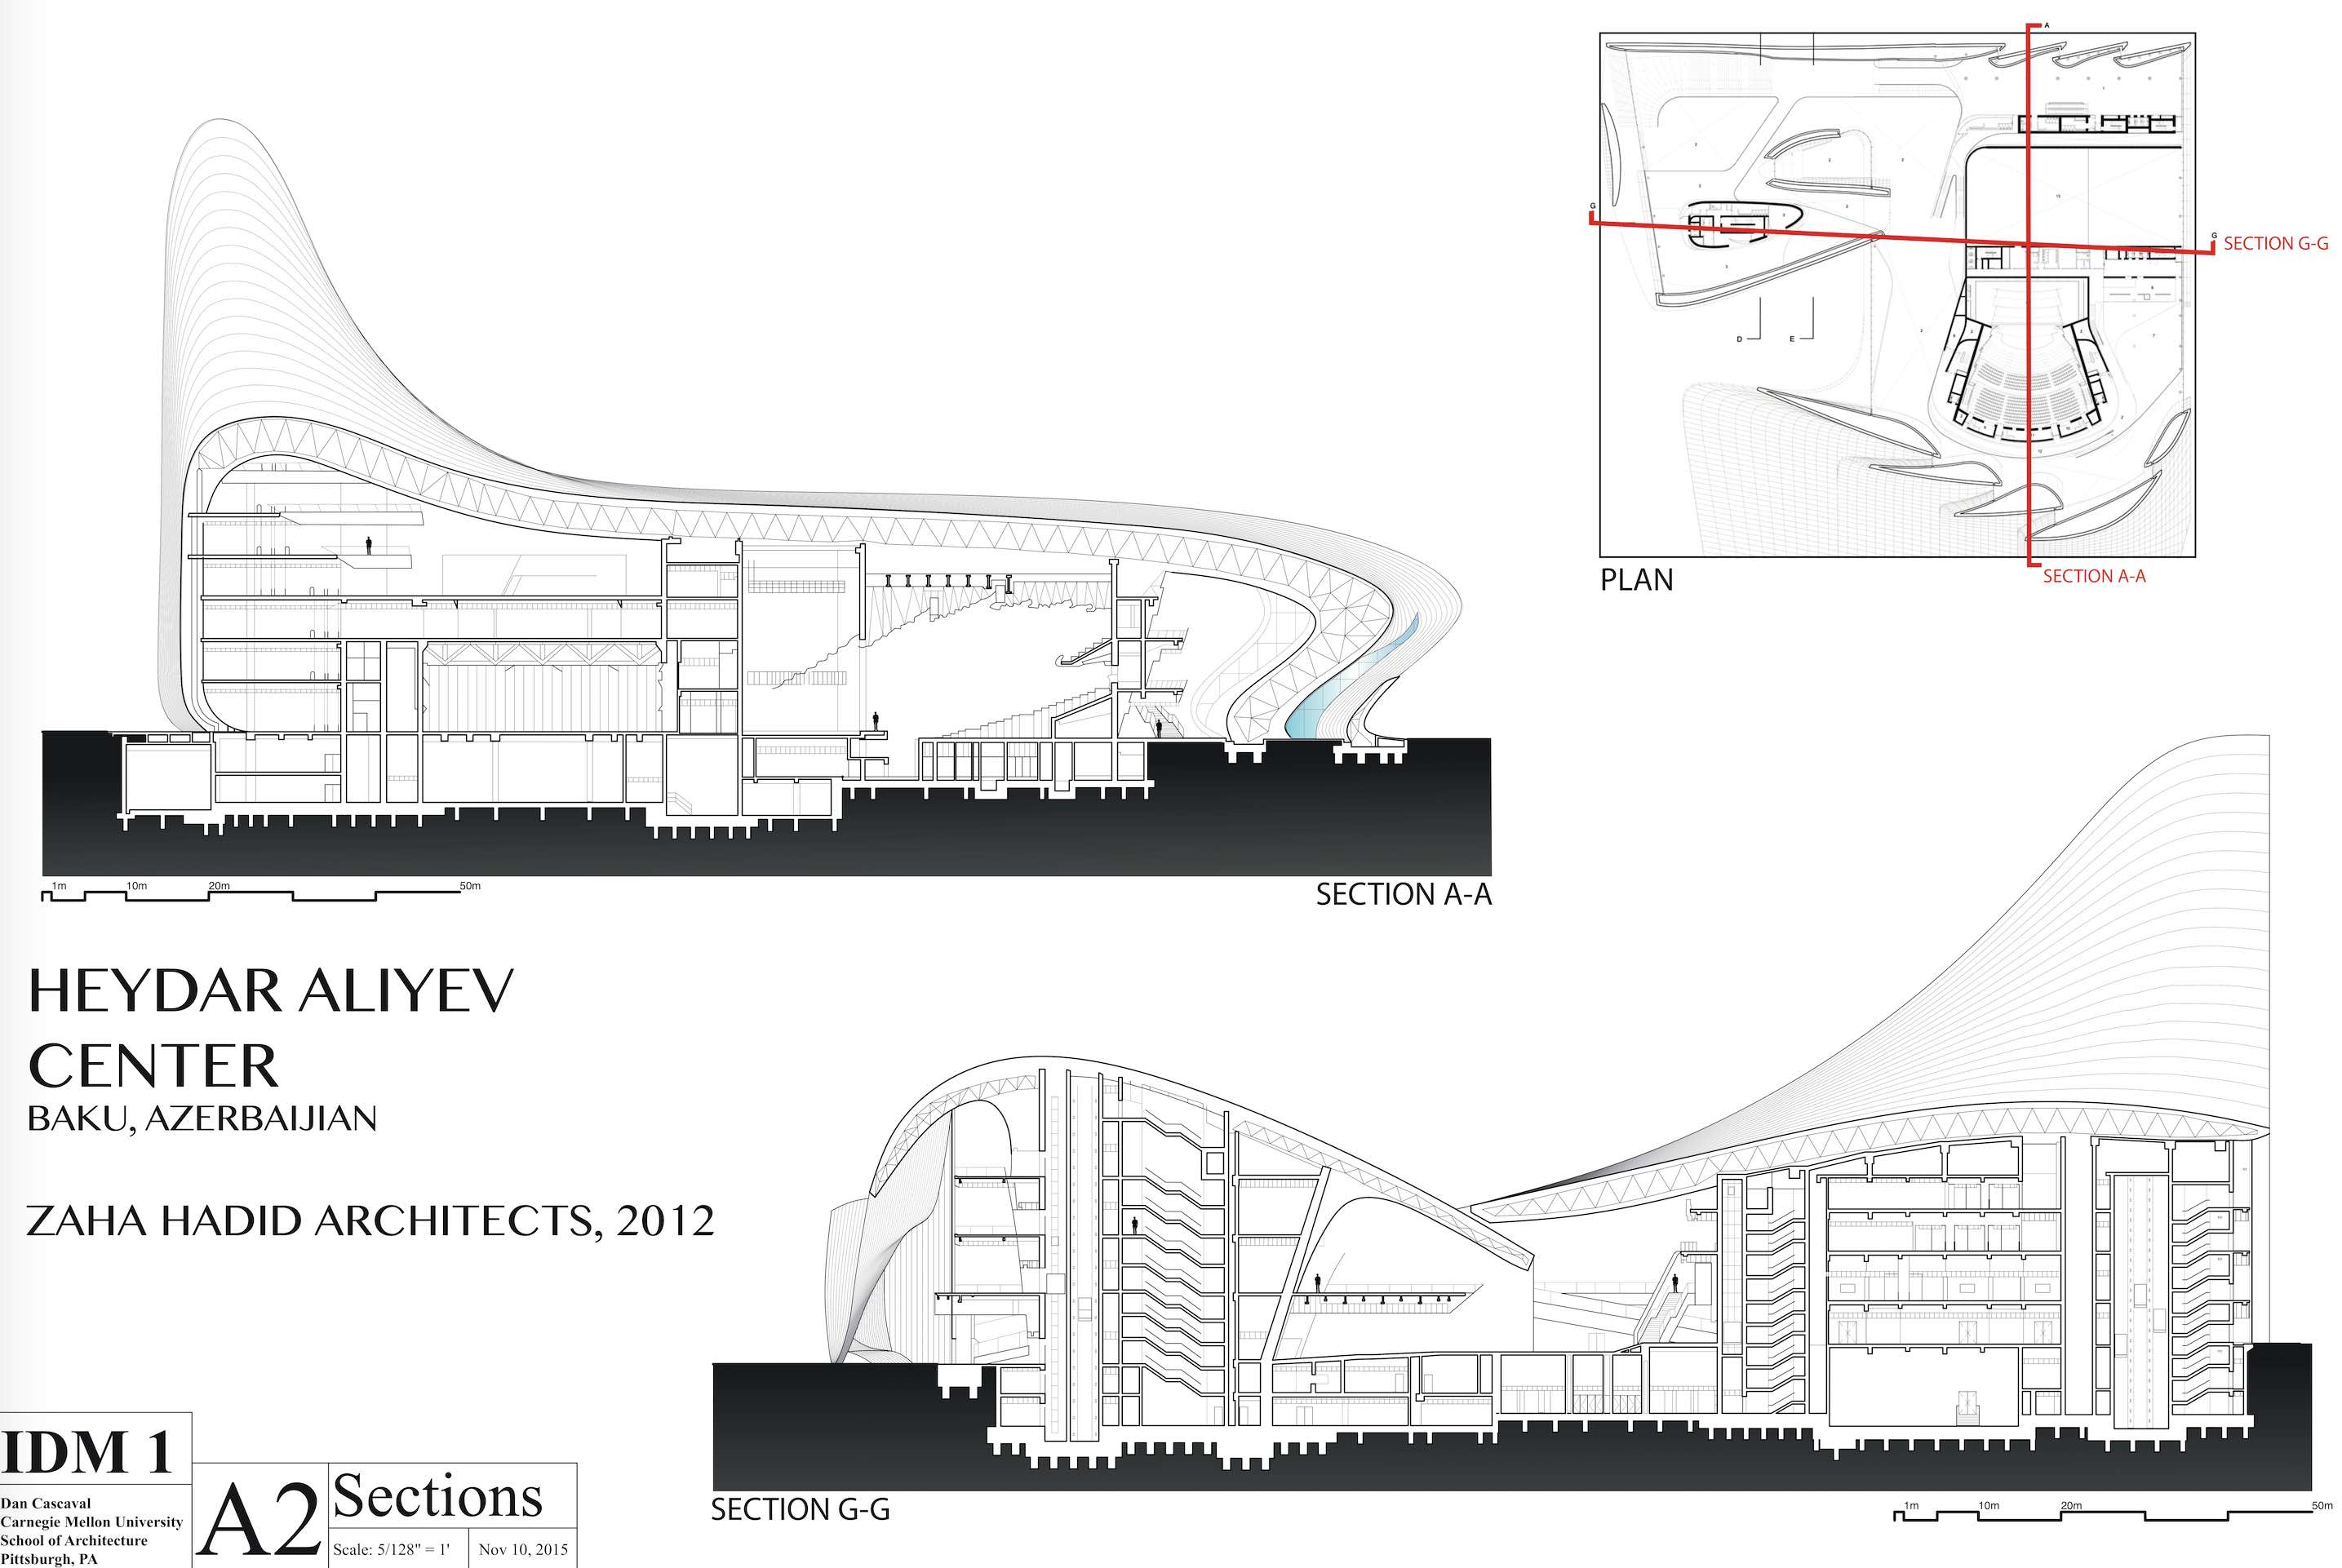 A
G
G
SECTION G-G
D
E
PLAN
SECTION A-A
1m 10m 20m 50m
SECTION A-A
HEYDAR ALIYEV
CENTER
BAKU, AZERBAIJIAN
ZAHA HADID ARCHITECTS, 2012
IDM 1
Dan Cascaval
Carnegie Mellon University
School of Architecture
Pittsburgh, PA
A2
Sections
Scale: 5/128" = 1'
Nov 10, 2015
SECTION G-G
1m 10m 20m 50m